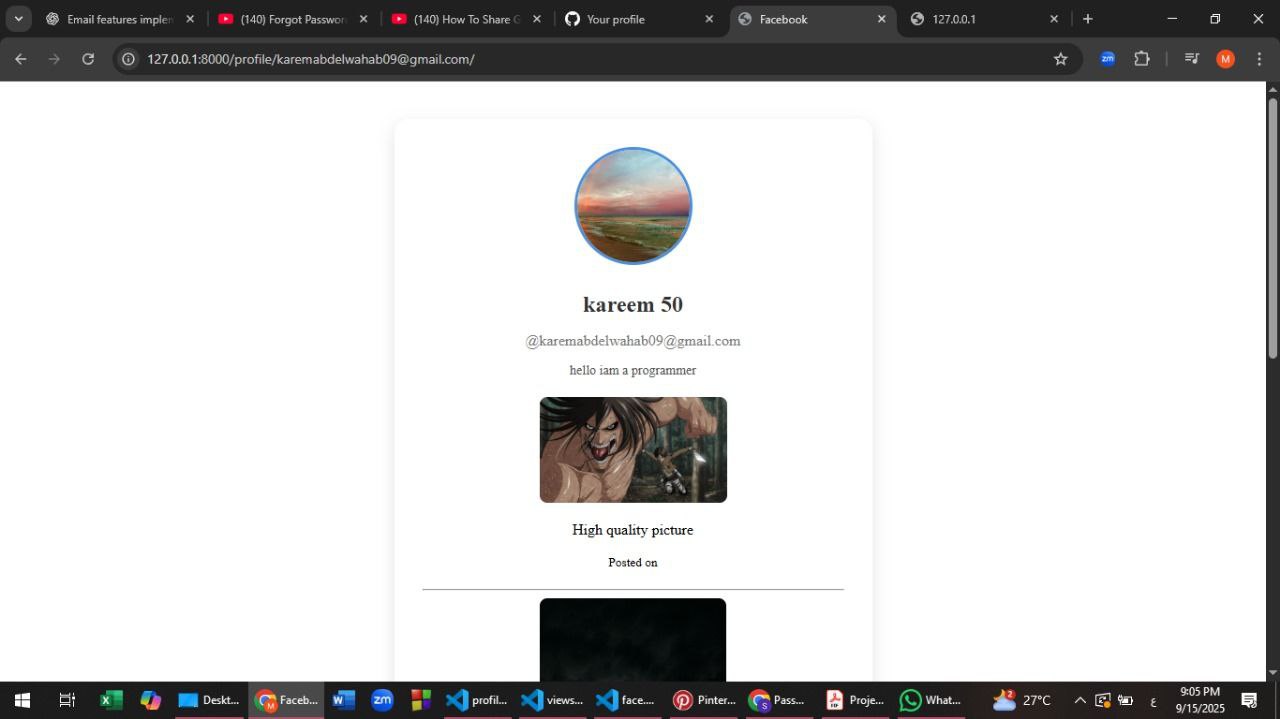 Email features implen
(140) Forgot Passwor
(140) How To Share G
Your profile
Facebook
127.0.0.1
127.0.0.1:8000/profile/karemabdelwahab09@gmail.com/
zm
M
kareem 50
@karemabdelwahab09@gmail.com
hello iam a programmer
High quality picture
Posted on
Deskt...
Faceb...
zm
profil...
views...
face....
Pinter...
Pass...
Proje...
What...
2
27°C
ع
9:05 PM
9/15/2025